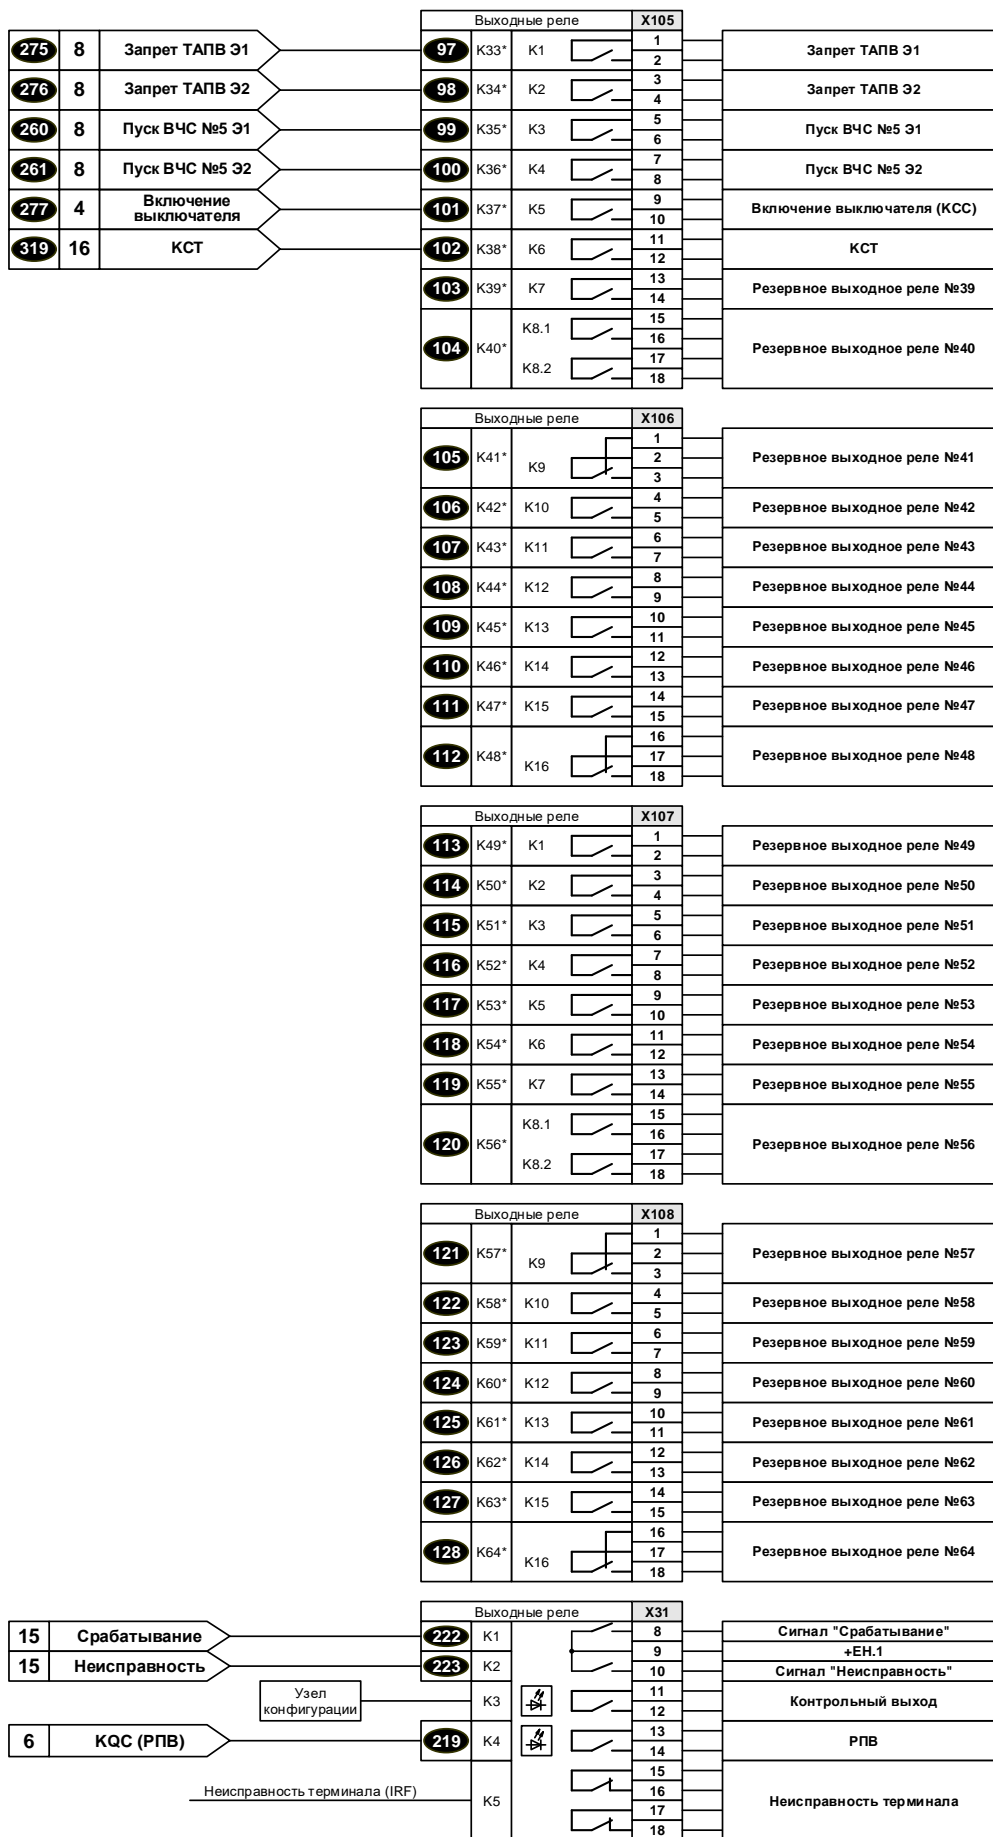 Выходные реле X105
275 8 Запрет ТАПВ Э1 97 K33* K1 1 2 Запрет ТАПВ Э1
276 8 Запрет ТАПВ Э2 98 K34* K2 3 4 Запрет ТАПВ Э2
260 8 Пуск ВЧС №5 Э1 99 K35* K3 5 6 Пуск ВЧС №5 Э1
261 8 Пуск ВЧС №5 Э2 100 K36* K4 7 8 Пуск ВЧС №5 Э2
277 4 Включение выключателя 101 K37* K5 9 10 Включение выключателя (КСС)
319 16 КСТ 102 K38* K6 11 12 КСТ
103 K39* K7 13 14 Резервное выходное реле №39
104 K40* K8.1 15 16 K8.2 17 18 Резервное выходное реле №40
Выходные реле X106
105 K41* K9 1 2 3 Резервное выходное реле №41
106 K42* K10 4 5 Резервное выходное реле №42
107 K43* K11 6 7 Резервное выходное реле №43
108 K44* K12 8 9 Резервное выходное реле №44
109 K45* K13 10 11 Резервное выходное реле №45
110 K46* K14 12 13 Резервное выходное реле №46
111 K47* K15 14 15 Резервное выходное реле №47
112 K48* K16 16 17 18 Резервное выходное реле №48
Выходные реле X107
113 K49* K1 1 2 Резервное выходное реле №49
114 K50* K2 3 4 Резервное выходное реле №50
115 K51* K3 5 6 Резервное выходное реле №51
116 K52* K4 7 8 Резервное выходное реле №52
117 K53* K5 9 10 Резервное выходное реле №53
118 K54* K6 11 12 Резервное выходное реле №54
119 K55* K7 13 14 Резервное выходное реле №55
120 K56* K8.1 15 16 K8.2 17 18 Резервное выходное реле №56
Выходные реле X108
121 K57* K9 1 2 3 Резервное выходное реле №57
122 K58* K10 4 5 Резервное выходное реле №58
123 K59* K11 6 7 Резервное выходное реле №59
124 K60* K12 8 9 Резервное выходное реле №60
125 K61* K13 10 11 Резервное выходное реле №61
126 K62* K14 12 13 Резервное выходное реле №62
127 K63* K15 14 15 Резервное выходное реле №63
128 K64* K16 16 17 18 Резервное выходное реле №64
Выходные реле X31
15 Срабатывание 222 K1 8 Сигнал "Срабатывание"
9 +EH.1
15 Неисправность 223 K2 10 Сигнал "Неисправность"
Узел конфигурации K3 11 12 Контрольный выход
6 KQC (РПВ) 219 K4 13 14 РПВ
Неисправность терминала (IRF) K5 15 16 17 18 Неисправность терминала